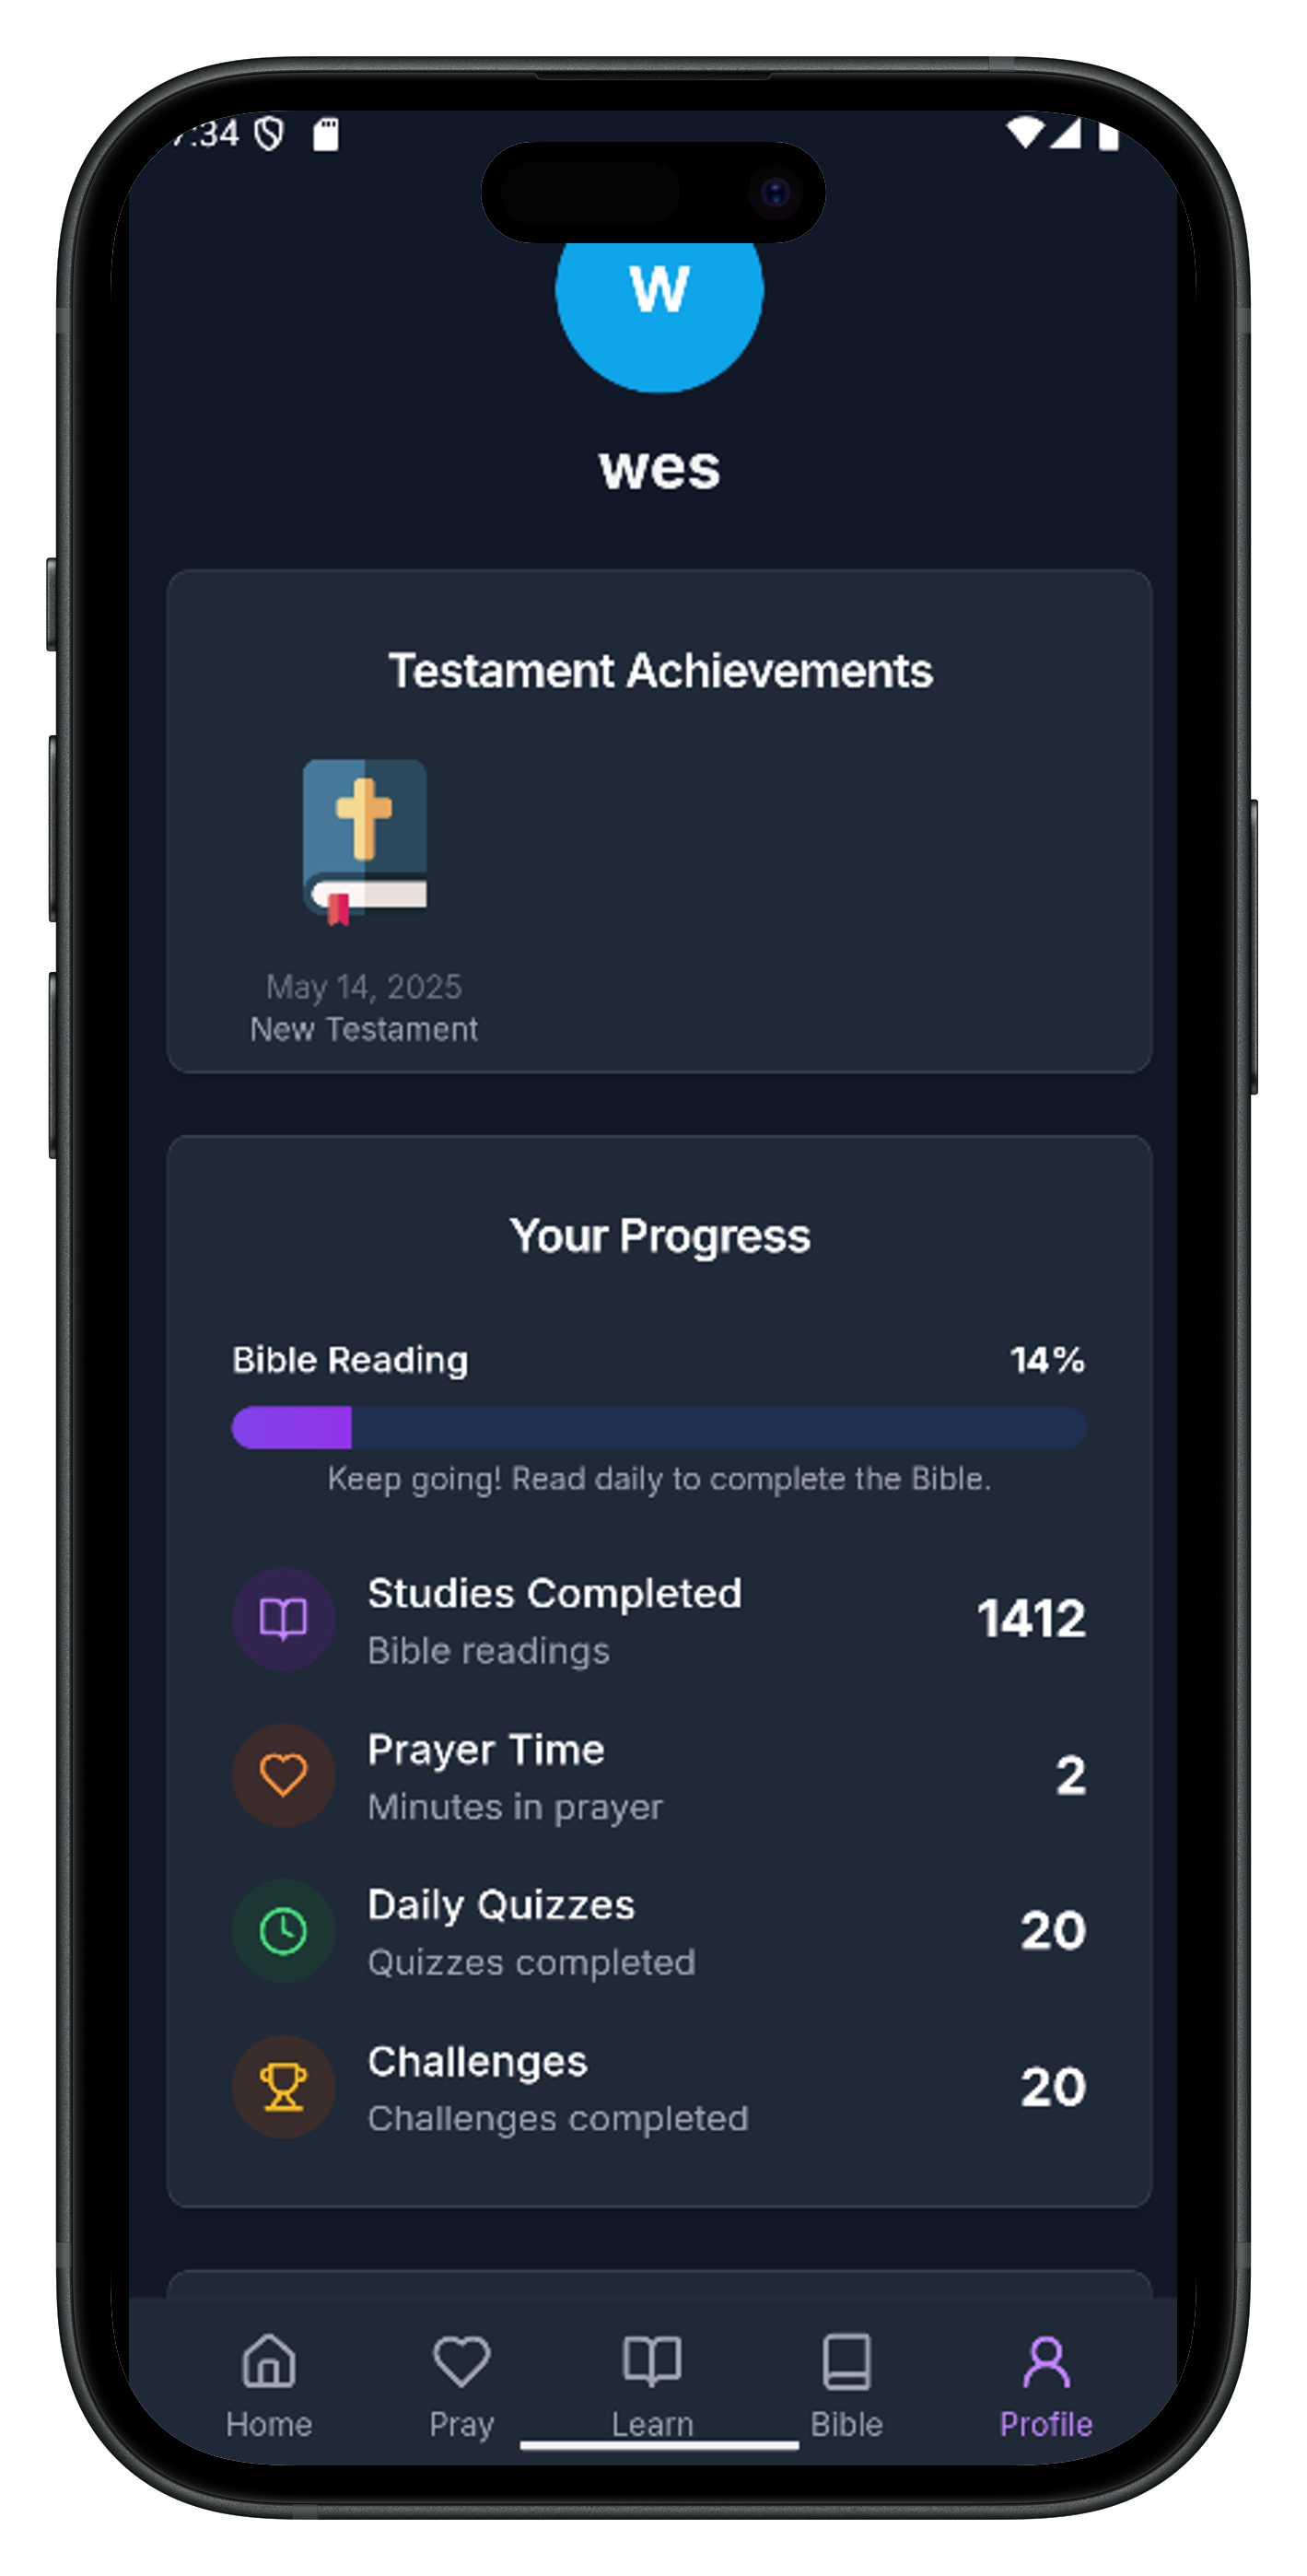 :34
W
wes
Testament Achievements
May 14, 2025
New Testament
Your Progress
Bible Reading
14%
Keep going! Read daily to complete the Bible.
Studies Completed
Bible readings
1412
Prayer Time
Minutes in prayer
2
Daily Quizzes
Quizzes completed
20
Challenges
Challenges completed
20
Home
Pray
Learn
Bible
Profile